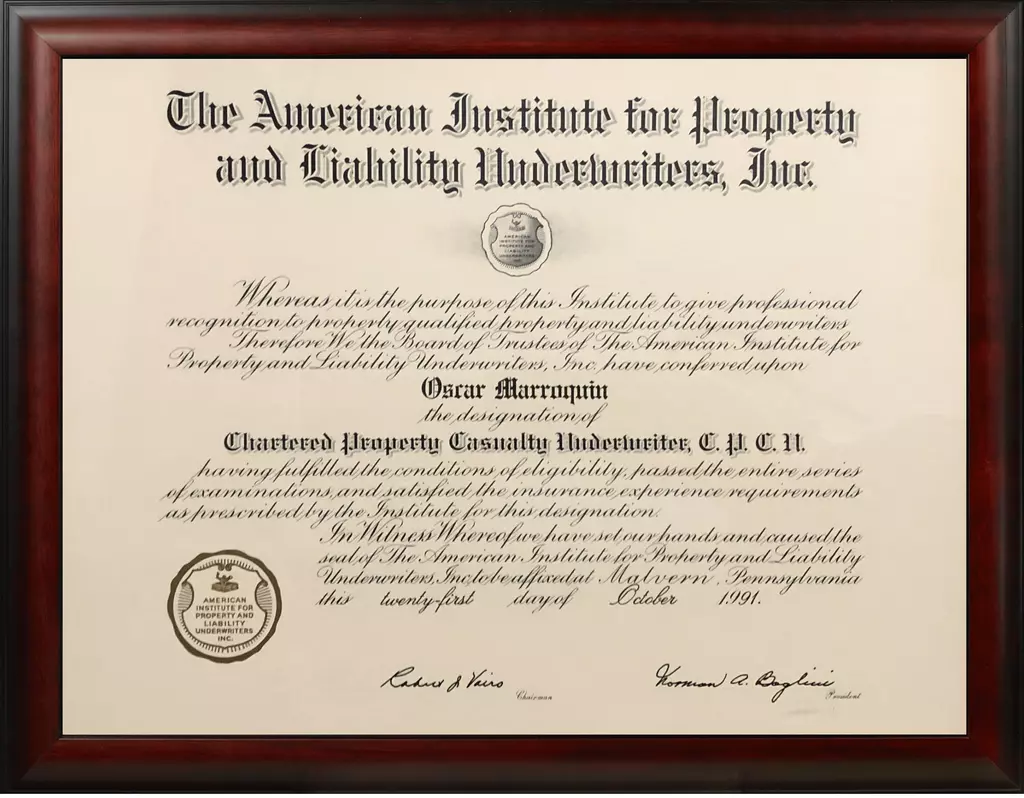 The American Institute for Property
and Liability Underwriters, Inc.
AMERICAN
INSTITUTE FOR
PROPERTY AND
LIABILITY
UNDERWRITERS
INC.
Whereas it is the purpose of this Institute to give professional
recognition to properly qualified property and liability underwriters
Therefore We the Board of Trustees of The American Institute for
Property and Liability Underwriters, Inc. have conferred upon
Oscar Marroquin
the designation of
Chartered Property Casualty Underwriter, C. P. C. U.
having fulfilled the conditions of eligibility, passed the entire series
of examinations, and satisfied the insurance experience requirements
as prescribed by the Institute for this designation.
In Witness Whereof we have set our hands and caused the
seal of The American Institute for Property and Liability
Underwriters, Inc. to be affixed at Malvern, Pennsylvania
this twenty-first day of October 1991.
AMERICAN
INSTITUTE FOR
PROPERTY AND
LIABILITY
UNDERWRITERS
INC.
Norman A. Baglini
Chairman President